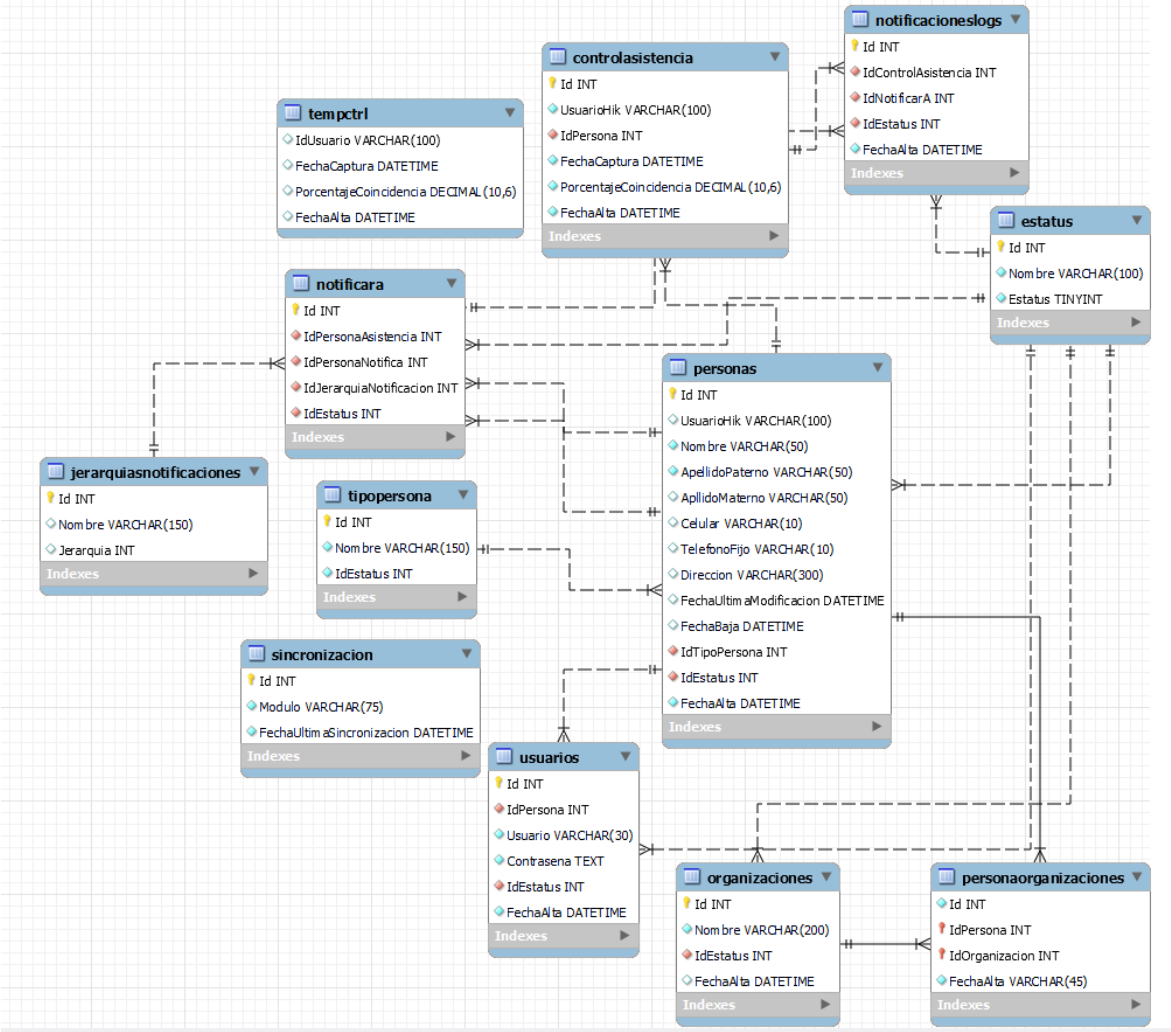 notificacioneslogs
Id INT
IdControlAsistencia INT
IdNotificarA INT
IdEstatus INT
FechaAlta DATETIME
Indexes
controlasistencia
Id INT
UsuarioHik VARCHAR(100)
IdPersona INT
FechaCaptura DATETIME
PorcentajeCoincidencia DECIMAL(10,6)
FechaAlta DATETIME
Indexes
tempctrl
IdUsuario VARCHAR(100)
FechaCaptura DATETIME
PorcentajeCoincidencia DECIMAL(10,6)
FechaAlta DATETIME
estatus
Id INT
Nombre VARCHAR(100)
Estatus TINYINT
Indexes
notificara
Id INT
IdPersonaAsistencia INT
IdPersonaNotifica INT
IdJerarquiaNotificacion INT
IdEstatus INT
Indexes
personas
Id INT
UsuarioHik VARCHAR(100)
Nombre VARCHAR(50)
ApellidoPaterno VARCHAR(50)
ApllidoMaterno VARCHAR(50)
Celular VARCHAR(10)
TelefonoFijo VARCHAR(10)
Direccion VARCHAR(300)
FechaUltimaModificacion DATETIME
FechaBaja DATETIME
IdTipoPersona INT
IdEstatus INT
FechaAlta DATETIME
Indexes
jerarquiasnotificaciones
Id INT
Nombre VARCHAR(150)
Jerarquia INT
Indexes
tipopersona
Id INT
Nombre VARCHAR(150)
IdEstatus INT
Indexes
sincronizacion
Id INT
Modulo VARCHAR(75)
FechaUltimaSincronizacion DATETIME
Indexes
usuarios
Id INT
IdPersona INT
Usuario VARCHAR(30)
Contrasena TEXT
IdEstatus INT
FechaAlta DATETIME
Indexes
organizaciones
Id INT
Nombre VARCHAR(200)
IdEstatus INT
FechaAlta DATETIME
Indexes
personaorganizaciones
Id INT
IdPersona INT
IdOrganizacion INT
FechaAlta VARCHAR(45)
Indexes